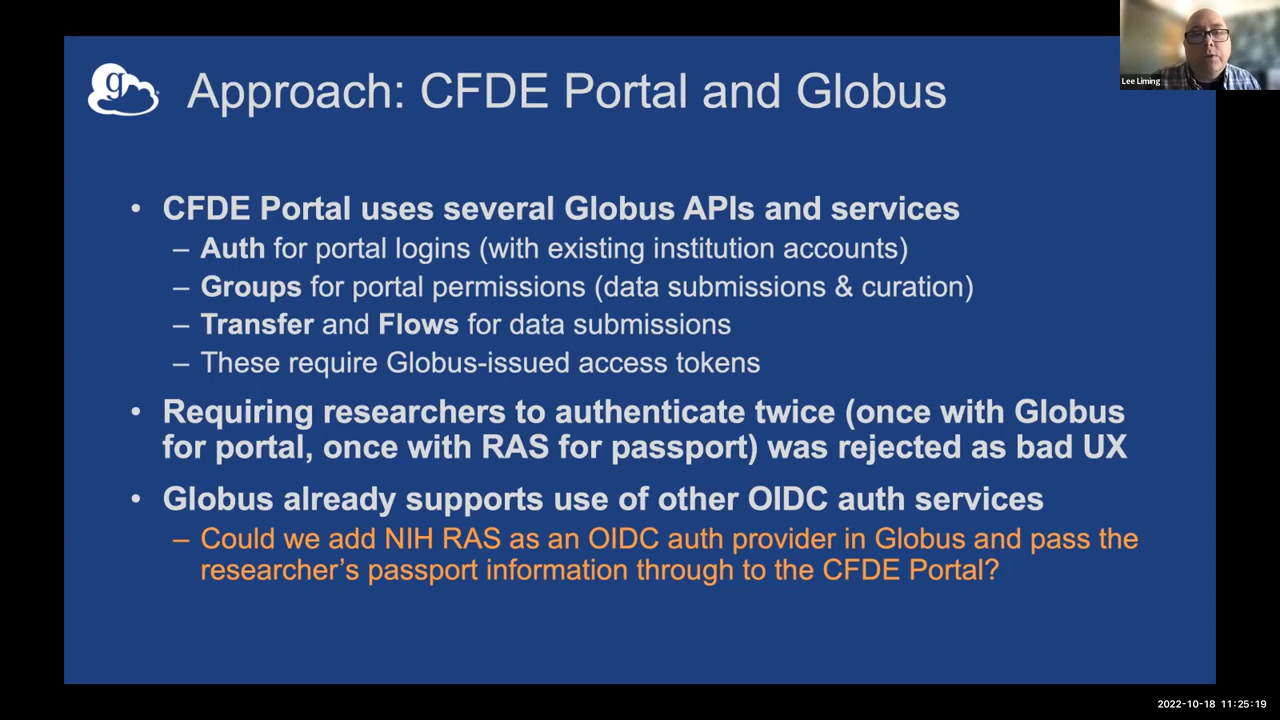 Lee Liming
g
Approach: CFDE Portal and Globus
• CFDE Portal uses several Globus APIs and services
– Auth for portal logins (with existing institution accounts)
– Groups for portal permissions (data submissions & curation)
– Transfer and Flows for data submissions
– These require Globus-issued access tokens
• Requiring researchers to authenticate twice (once with Globus
for portal, once with RAS for passport) was rejected as bad UX
• Globus already supports use of other OIDC auth services
– Could we add NIH RAS as an OIDC auth provider in Globus and pass the
researcher’s passport information through to the CFDE Portal?
2022-10-18 11:25:19